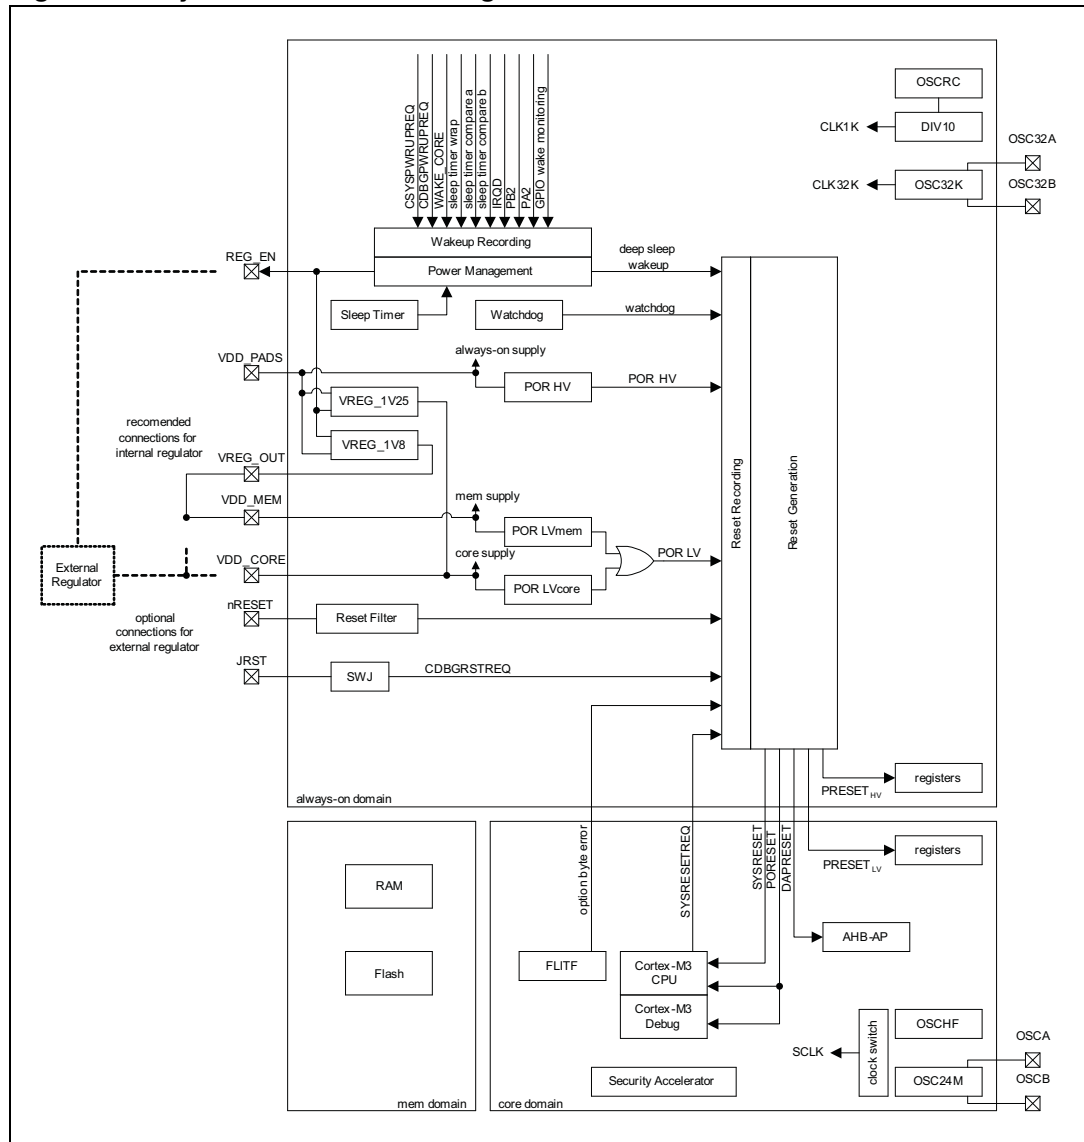 OSCRC
CLK1K
DIV10
OSC32A
CLK32K
OSC32K
OSC32B
CSYSPWRUPREQ
CDBGPWRUPREQ
WAKE_CORE
sleep timer wrap
sleep timer compare a
sleep timer compare b
IRQD
PB2
PA2
GPIO wake monitoring
Wakeup Recording
Power Management
deep sleep
wakeup
REG_EN
Sleep Timer
Watchdog
watchdog
VDD_PADS
always-on supply
POR HV
POR HV
VREG_1V25
VREG_1V8
recomended
connections for
internal regulator
VREG_OUT
VDD_MEM
mem supply
POR LVmem
Reset Recording
Reset Generation
External
Regulator
VDD_CORE
core supply
POR LV
POR LVcore
nRESET
Reset Filter
optional
connections for
external regulator
JRST
SWJ
CDBGRSTREQ
PRESET HV
registers
always-on domain
option byte error
SYSRESETREQ
SYSRESET
PORESET
DAPRESET
PRESET LV
registers
RAM
Flash
FLITF
Cortex-M3
CPU
Cortex-M3
Debug
AHB-AP
SCLK
clock switch
OSCHF
OSC24M
OSCA
OSCB
Security Accelerator
mem domain
core domain